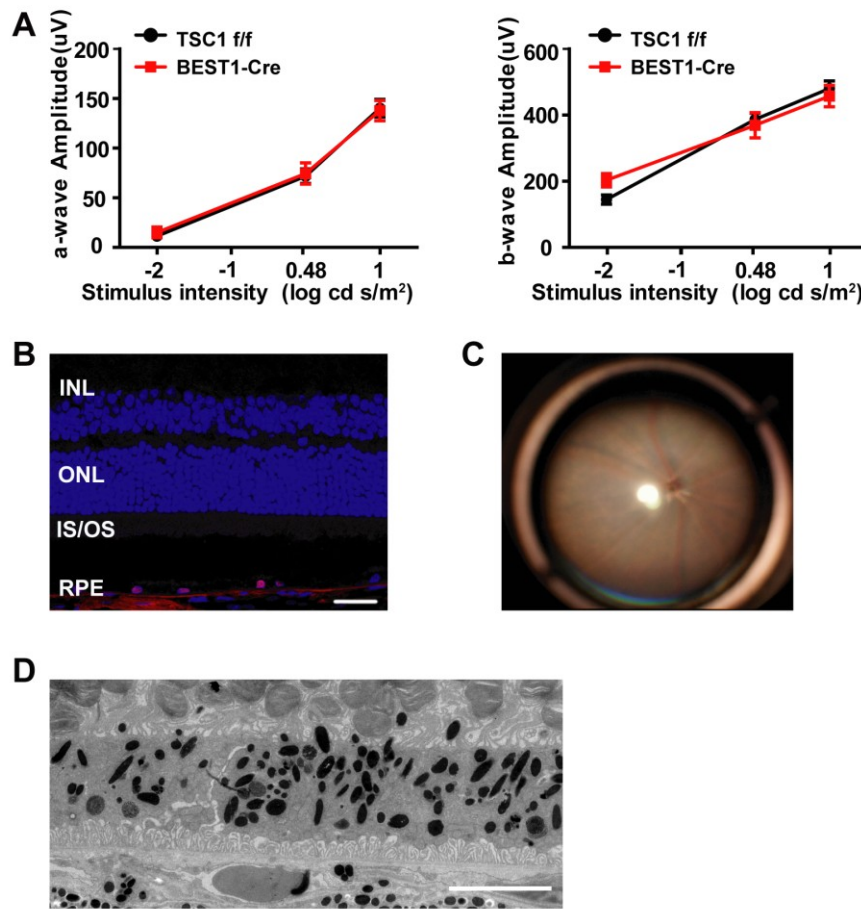 A
a-wave Amplitude(uV)
200
150
100
50
0
TSC1 f/f
BEST1-Cre
-2 -1 0.48 1
Stimulus intensity (log cd s/m²)
b-wave Amplitude(uV)
600
400
200
0
TSC1 f/f
BEST1-Cre
-2 -1 0.48 1
Stimulus intensity (log cd s/m²)
B
INL
ONL
IS/OS
RPE
C
D